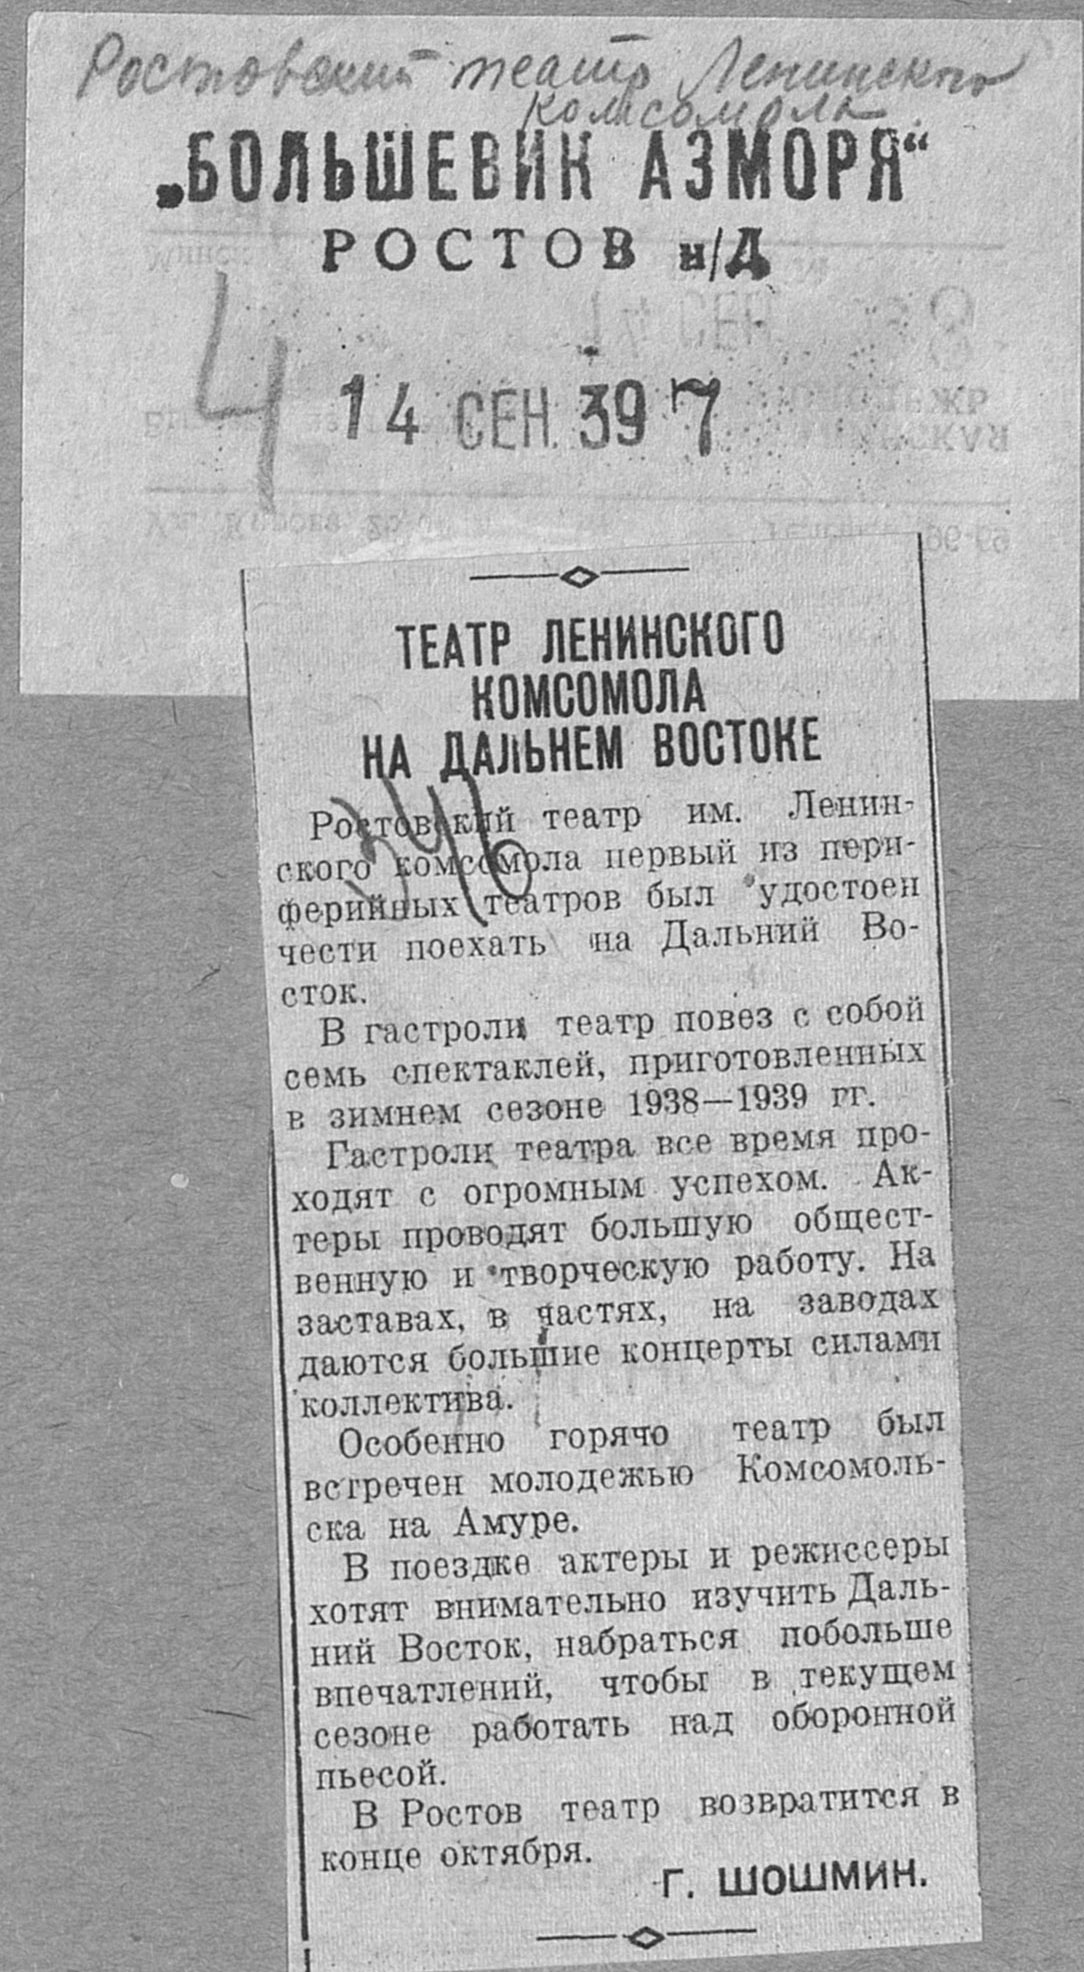 Ростовский театр Ленинского
комсомола
„БОЛЬШЕВИК АЗМОРЯ“
РОСТОВ н/Д
4
14 СЕН. 39 7
ТЕАТР ЛЕНИНСКОГО
КОМСОМОЛА
НА ДАЛЬНЕМ ВОСТОКЕ
346
Ростовский театр им. Ленин-
ского комсомола первый из пери-
ферийных театров был удостоен
чести поехать на Дальний Во-
сток.
В гастроли театр повез с собой
семь спектаклей, приготовленных
в зимнем сезоне 1938—1939 гг.
Гастроли театра все время про-
ходят с огромным успехом. Ак-
теры проводят большую общест-
венную и творческую работу. На
заставах, в частях, на заводах
даются большие концерты силами
коллектива.
Особенно горячо театр был
встречен молодежью Комсомоль-
ска на Амуре.
В поездке актеры и режиссеры
хотят внимательно изучить Даль-
ний Восток, набраться побольше
впечатлений, чтобы в текущем
сезоне работать над оборонной
пьесой.
В Ростов театр возвратится в
конце октября.
Г. ШОШМИН.